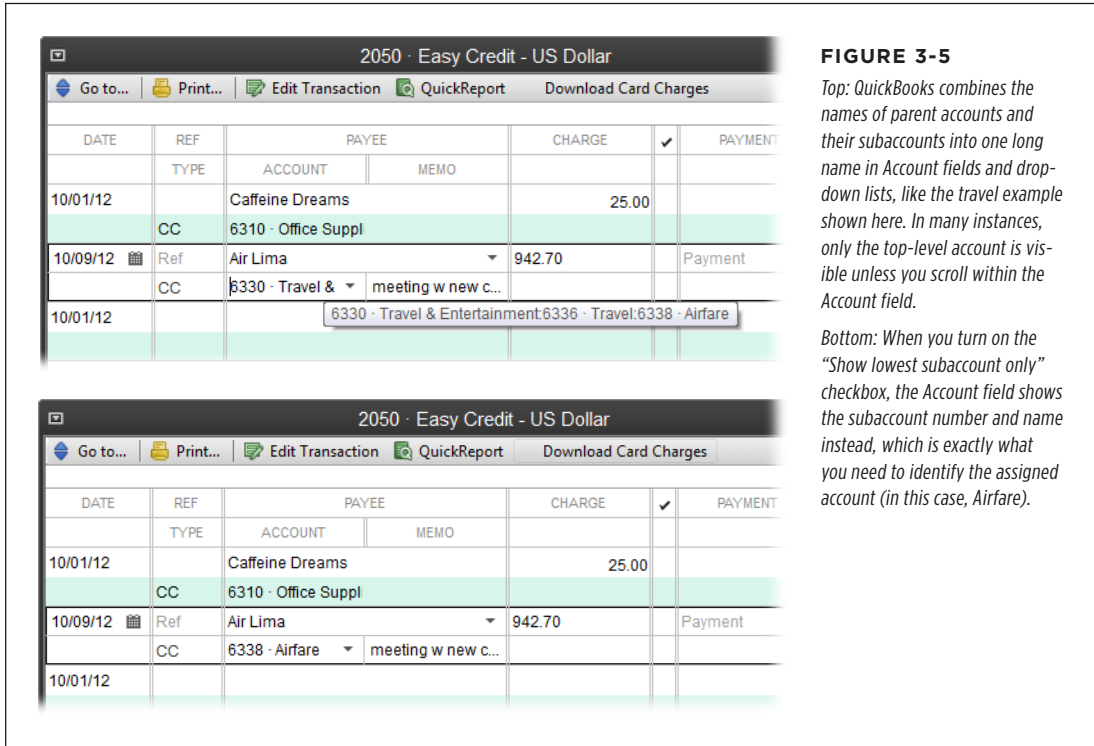 2050 · Easy Credit - US Dollar
Go to... Print... Edit Transaction QuickReport Download Card Charges
DATE REF PAYEE CHARGE ✔ PAYMENT
TYPE ACCOUNT MEMO
10/01/12 Caffeine Dreams 25.00
CC 6310 · Office Suppl
10/09/12 Ref Air Lima 942.70 Payment
CC 6330 · Travel & meeting w new c...
10/01/12 6330 · Travel & Entertainment:6336 · Travel:6338 · Airfare
2050 · Easy Credit - US Dollar
Go to... Print... Edit Transaction QuickReport Download Card Charges
DATE REF PAYEE CHARGE ✔ PAYMENT
TYPE ACCOUNT MEMO
10/01/12 Caffeine Dreams 25.00
CC 6310 · Office Suppl
10/09/12 Ref Air Lima 942.70 Payment
CC 6338 · Airfare meeting w new c...
10/01/12
FIGURE 3-5
Top: QuickBooks combines the
names of parent accounts and
their subaccounts into one long
name in Account fields and drop-
down lists, like the travel example
shown here. In many instances,
only the top-level account is vis-
ible unless you scroll within the
Account field.
Bottom: When you turn on the
“Show lowest subaccount only”
checkbox, the Account field shows
the subaccount number and name
instead, which is exactly what
you need to identify the assigned
account (in this case, Airfare).